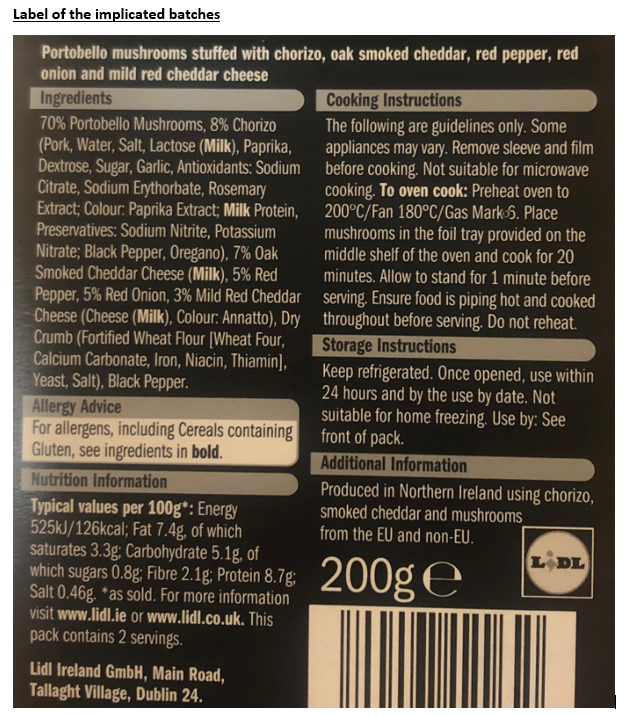 Label of the implicated batches
Portobello mushrooms stuffed with chorizo, oak smoked cheddar, red pepper, red
onion and mild red cheddar cheese
Ingredients
70% Portobello Mushrooms, 8% Chorizo
(Pork, Water, Salt, Lactose (Milk), Paprika,
Dextrose, Sugar, Garlic, Antioxidants: Sodium
Citrate, Sodium Erythorbate, Rosemary
Extract; Colour: Paprika Extract; Milk Protein,
Preservatives: Sodium Nitrite, Potassium
Nitrate; Black Pepper, Oregano), 7% Oak
Smoked Cheddar Cheese (Milk), 5% Red
Pepper, 5% Red Onion, 3% Mild Red Cheddar
Cheese (Cheese (Milk), Colour: Annatto), Dry
Crumb (Fortified Wheat Flour [Wheat Four,
Calcium Carbonate, Iron, Niacin, Thiamin],
Yeast, Salt), Black Pepper.
Allergy Advice
For allergens, including Cereals containing
Gluten, see ingredients in bold.
Nutrition Information
Typical values per 100g*: Energy
525kJ/126kcal; Fat 7.4g, of which
saturates 3.3g; Carbohydrate 5.1g, of
which sugars 0.8g; Fibre 2.1g; Protein 8.7g;
Salt 0.46g. *as sold. For more information
visit www.lidl.ie or www.lidl.co.uk. This
pack contains 2 servings.
Lidl Ireland GmbH, Main Road,
Tallaght Village, Dublin 24.
Cooking Instructions
The following are guidelines only. Some
appliances may vary. Remove sleeve and film
before cooking. Not suitable for microwave
cooking. To oven cook: Preheat oven to
200°C/Fan 180°C/Gas Mark 6. Place
mushrooms in the foil tray provided on the
middle shelf of the oven and cook for 20
minutes. Allow to stand for 1 minute before
serving. Ensure food is piping hot and cooked
throughout before serving. Do not reheat.
Storage Instructions
Keep refrigerated. Once opened, use within
24 hours and by the use by date. Not
suitable for home freezing. Use by: See
front of pack.
Additional Information
Produced in Northern Ireland using chorizo,
smoked cheddar and mushrooms
from the EU and non-EU.
LIDL
200g e